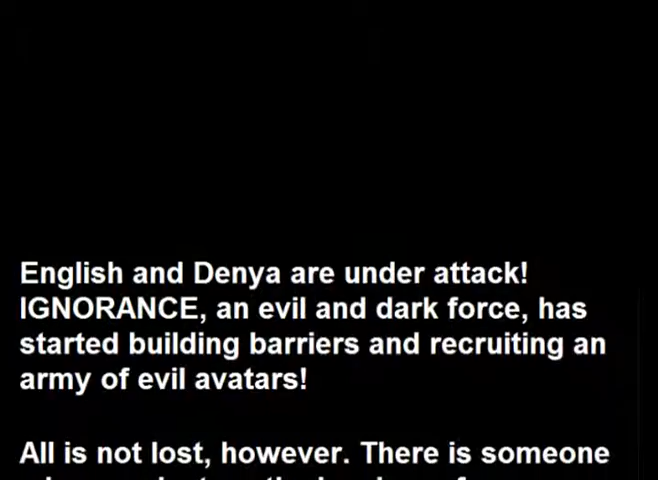 English and Denya are under attack!
IGNORANCE, an evil and dark force, has
started building barriers and recruiting an
army of evil avatars!
All is not lost, however. There is someone